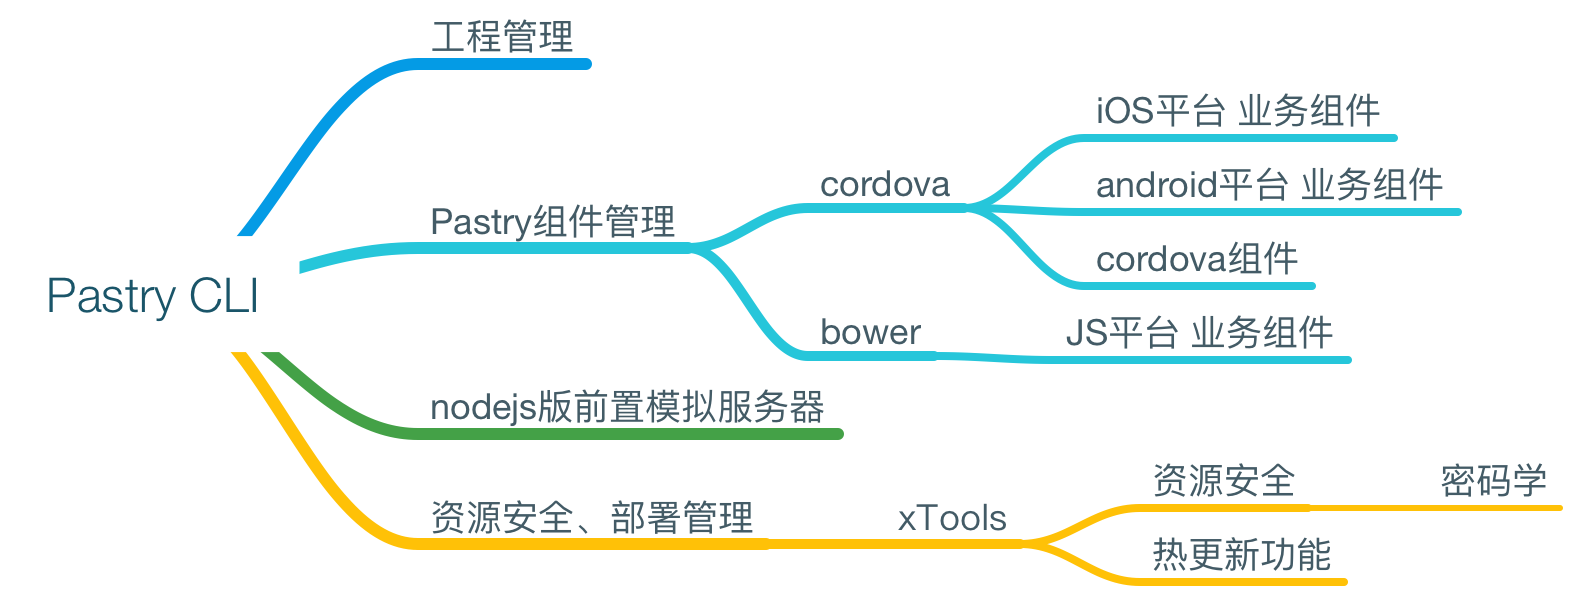 工程管理
iOS平台 业务组件
android平台 业务组件
cordova
Pastry组件管理
cordova组件
Pastry CLI
bower
JS平台 业务组件
nodejs版前置模拟服务器
资源安全
密码学
资源安全、部署管理
xTools
热更新功能